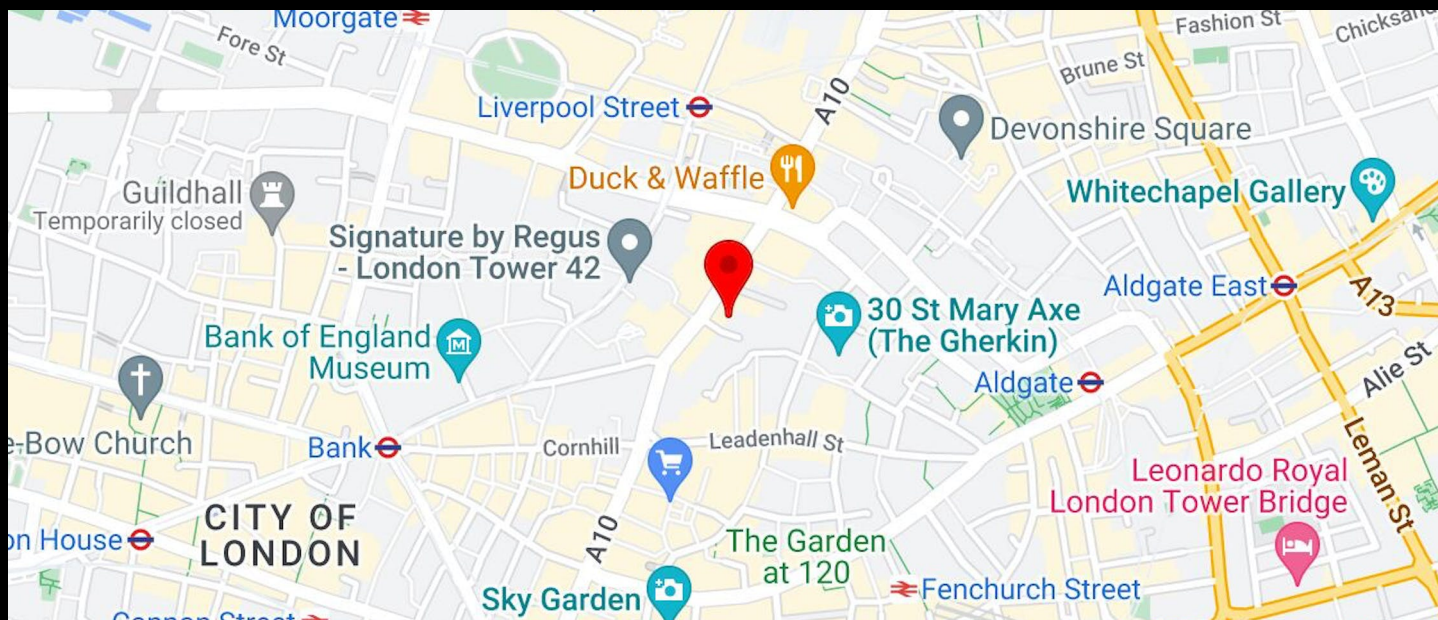 Moorgate
Fore St
Fashion St
Chicksand
Brune St
Liverpool Street
A10
Devonshire Square
Duck & Waffle
Guildhall
Temporarily closed
Whitechapel Gallery
Signature by Regus
- London Tower 42
Aldgate East
A13
30 St Mary Axe
(The Gherkin)
Bank of England
Museum
Alie St
Aldgate
e-Bow Church
Bank
Cornhill
Leadenhall St
Leman St
Leonardo Royal
London Tower Bridge
CITY OF
LONDON
on House
A10
The Garden
at 120
Fenchurch Street
Sky Garden
Cannon Street